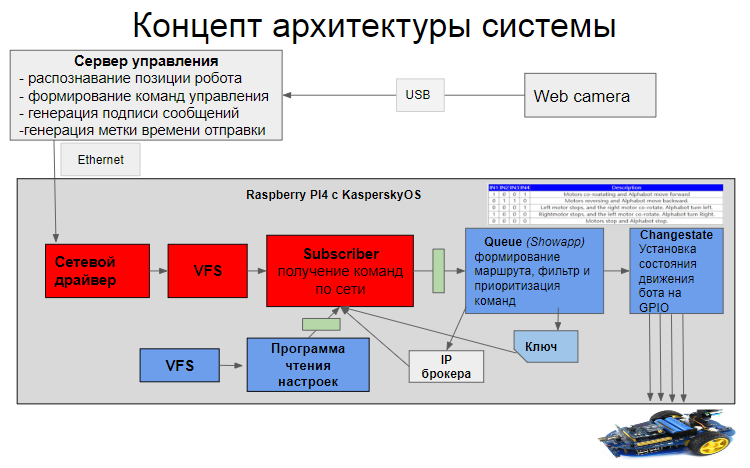 Концепт архитектуры системы
Сервер управления
- распознавание позиции робота
- формирование команд управления
- генерация подписи сообщений
-генерация метки времени отправки
USB
Web camera
Ethernet
Raspberry PI4 с KasperskyOS
IN1 IN2 IN3 IN4 Description
1 0 0 1 Motors co-roatating and Alphabot move forward
0 1 1 0 Motors reversing and Alphabot move backward.
0 0 0 1 Left motor stops, and the right motor co-rotate. Alphabot turn left.
1 0 0 0 Rightmotor stops, and the left motor co-rotate. Alphabot turn Right.
0 0 0 0 Motors stop and Alphabot stop.
Сетевой
драйвер
VFS
Subscriber
получение команд
по сети
Queue (Showapp)
формирование
маршрута, фильтр и
приоритизация
команд
Changestate
Установка
состояния
движения
бота на
GPIO
VFS
Программа
чтения
настроек
IP
брокера
Ключ